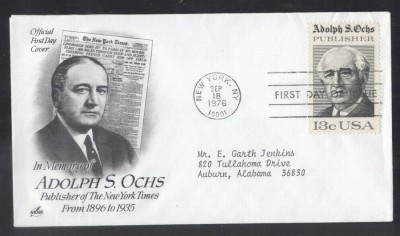 Official
First Day
Cover
The New York Times.
In Memory of
ADOLPH S. OCHS
Publisher of The New York Times
From 1896 to 1935
NEW YORK, NY
SEP
18
1976
10001
FIRST DAY OF ISSUE
Adolph S. Ochs
PUBLISHER
13c USA
Mr. E. Garth Jenkins
820 Tullahoma Drive
Auburn, Alabama 36830